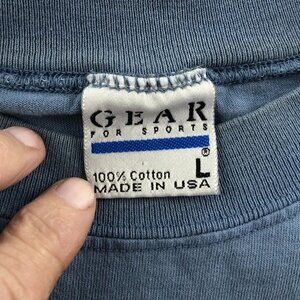 GEAR
FOR SPORTS
®
100% Cotton L
MADE IN USA